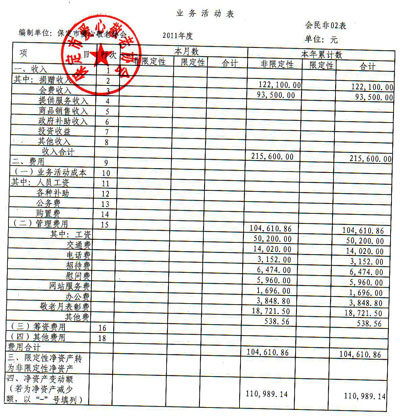 业务活动表
会民非02表
编制单位：保定市 心 协会 2011年度 单位：元
项目 行次 本月数 本年累计数
非限定性 限定性 合计 非限定性 限定性 合计
一、收入 1
其中：捐赠收入 2 122,100.00 122,100.00
会费收入 3 93,500.00 93,500.00
提供服务收入 4
商品销售收入 5
政府补助收入 6
投资收益 7
其他收入 8
收入合计 215,600.00 215,600.00
二、费用 9
（一）业务活动成本 10
其中：人员工资 11
各种补助 12
公务费 13
购置费 14
（二）管理费用 15 104,610.86 104,610.86
其中：工资 50,200.00 50,200.00
交通费 14,020.00 14,020.00
电话费 3,152.00 3,152.00
招待费 6,474.00 6,474.00
慰问费 5,960.00 5,960.00
网站服务费 1,696.00 1,696.00
办公费 3,848.80 3,848.80
敬老月表彰费 18,721.50 18,721.50
其他费 538.56 538.56
（三）筹资费用 16
（四）其他费用 18
费用合计 104,610.86 104,610.86
三、限定性净资产转
为非限定性净资产
四、净资产变动额 110,989.14 110,989.14
（若为净资产减少
额，以“-”号填列）